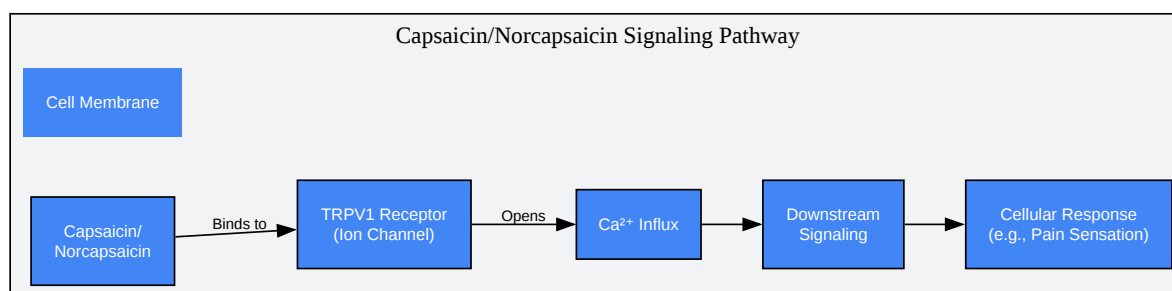 Capsaicin/Norcapsaicin Signaling Pathway
Cell Membrane
Capsaicin/
Norcapsaicin
Binds to
TRPV1 Receptor
(Ion Channel)
Opens
Ca²⁺ Influx
Downstream
Signaling
Cellular Response
(e.g., Pain Sensation)